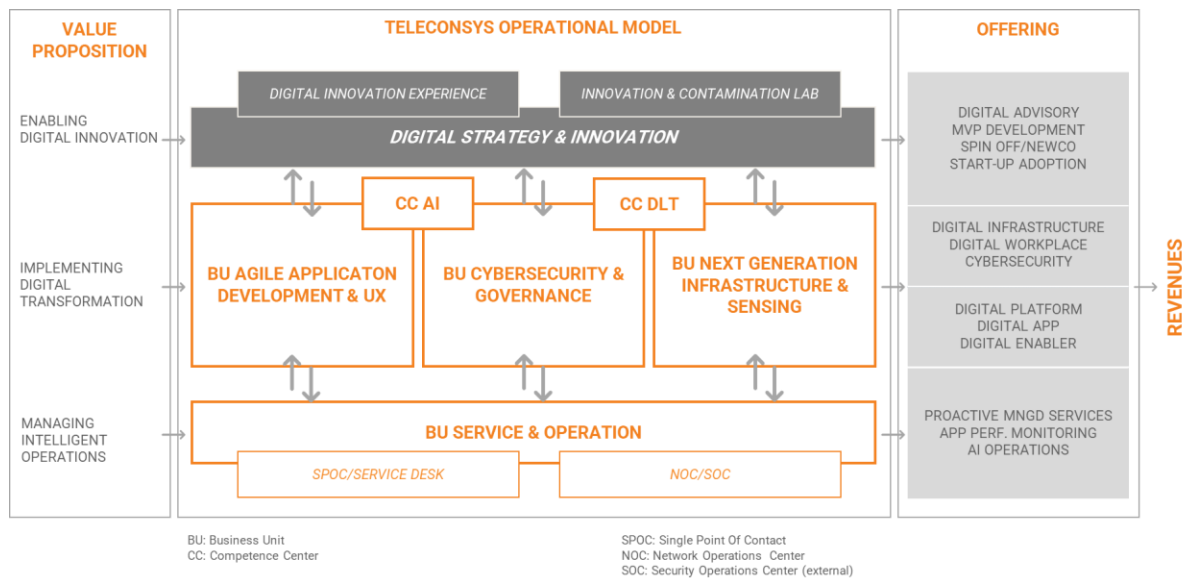 VALUE
PROPOSITION
TELECONSYS OPERATIONAL MODEL
OFFERING
ENABLING
DIGITAL INNOVATION
DIGITAL INNOVATION EXPERIENCE
INNOVATION & CONTAMINATION LAB
DIGITAL STRATEGY & INNOVATION
DIGITAL ADVISORY
MVP DEVELOPMENT
SPIN OFF/NEWCO
START-UP ADOPTION
CC AI
CC DLT
IMPLEMENTING
DIGITAL
TRANSFORMATION
BU AGILE APPLICATON
DEVELOPMENT & UX
BU CYBERSECURITY &
GOVERNANCE
BU NEXT GENERATION
INFRASTRUCTURE &
SENSING
DIGITAL INFRASTRUCTURE
DIGITAL WORKPLACE
CYBERSECURITY
DIGITAL PLATFORM
DIGITAL APP
DIGITAL ENABLER
REVENUES
MANAGING
INTELLIGENT
OPERATIONS
BU SERVICE & OPERATION
SPOC/SERVICE DESK
NOC/SOC
PROACTIVE MNGD SERVICES
APP PERF. MONITORING
AI OPERATIONS
BU: Business Unit
CC: Competence Center
SPOC: Single Point Of Contact
NOC: Network Operations Center
SOC: Security Operations Center (external)